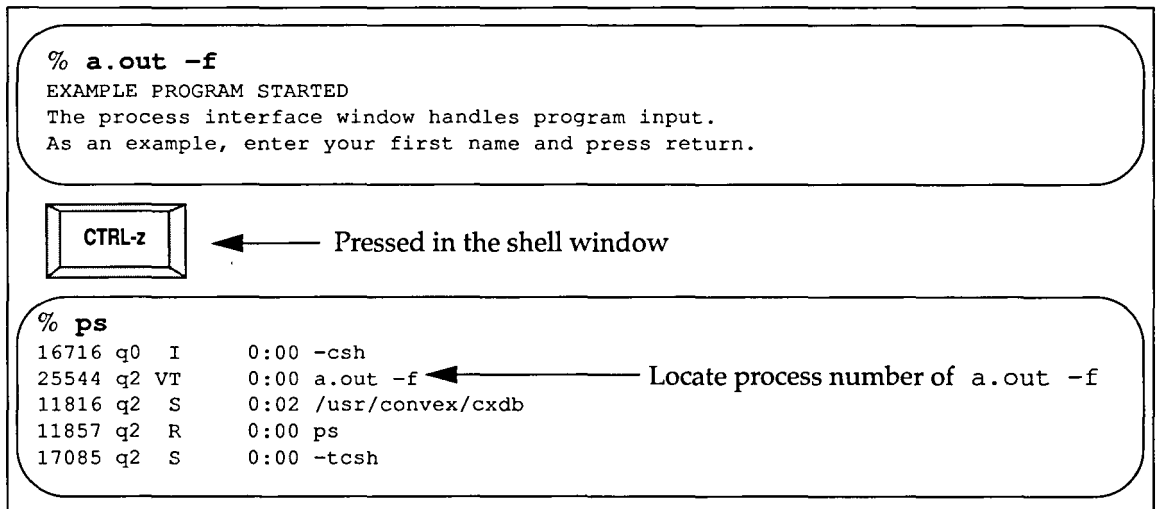 % a.out −f
EXAMPLE PROGRAM STARTED
The process interface window handles program input.
As an example, enter your first name and press return.
CTRL-z
Pressed in the shell window
% ps
16716 q0 I 0:00 -csh
25544 q2 VT 0:00 a.out −f Locate process number of a.out −f
11816 q2 S 0:02 /usr/convex/cxdb
11857 q2 R 0:00 ps
17085 q2 S 0:00 -tcsh